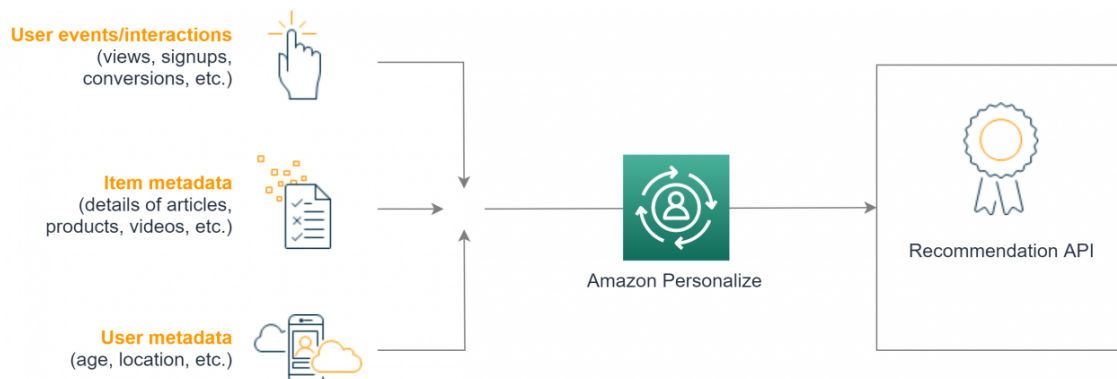 User events/interactions
(views, signups,
conversions, etc.)
Item metadata
(details of articles,
products, videos, etc.)
User metadata
(age, location, etc.)
Amazon Personalize
Recommendation API